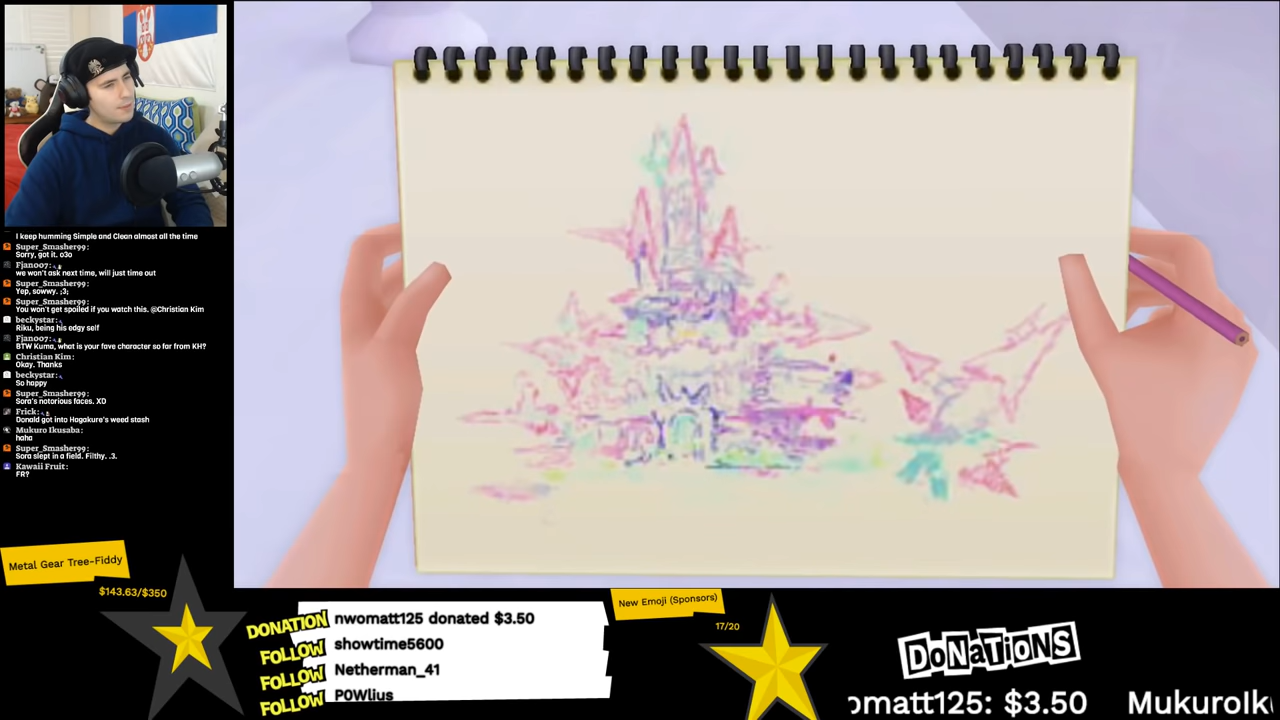 I keep humming Simple and Clean almost all the time
Super_Smasher99:
Sorry, got it. o3o
Fjano07:
we won't ask next time, will just time out
Super_Smasher99:
Yep, sowwy. ;3;
Super_Smasher99:
You won't get spoiled if you watch this. @Christian Kim
beckystar:
Riku, being his edgy self
Fjano07:
BTW Kuma, what is your fave character so far from KH?
Christian Kim:
Okay. Thanks
beckystar:
So happy
Super_Smasher99:
Sora's notorious faces. XD
Frick:
Donald got into Hagakure's weed stash
Mukuro Ikusaba:
haha
Super_Smasher99:
Sora slept in a field. Filthy. .3.
Kawaii Fruit:
FR?
Metal Gear Tree-Fiddy
$143.63/$350
DONATION nwomatt125 donated $3.50
FOLLOW showtime5600
FOLLOW Netherman_41
FOLLOW P0Wlius
New Emoji (Sponsors)
17/20
DONATIONS
omatt125: $3.50 MukuroIk